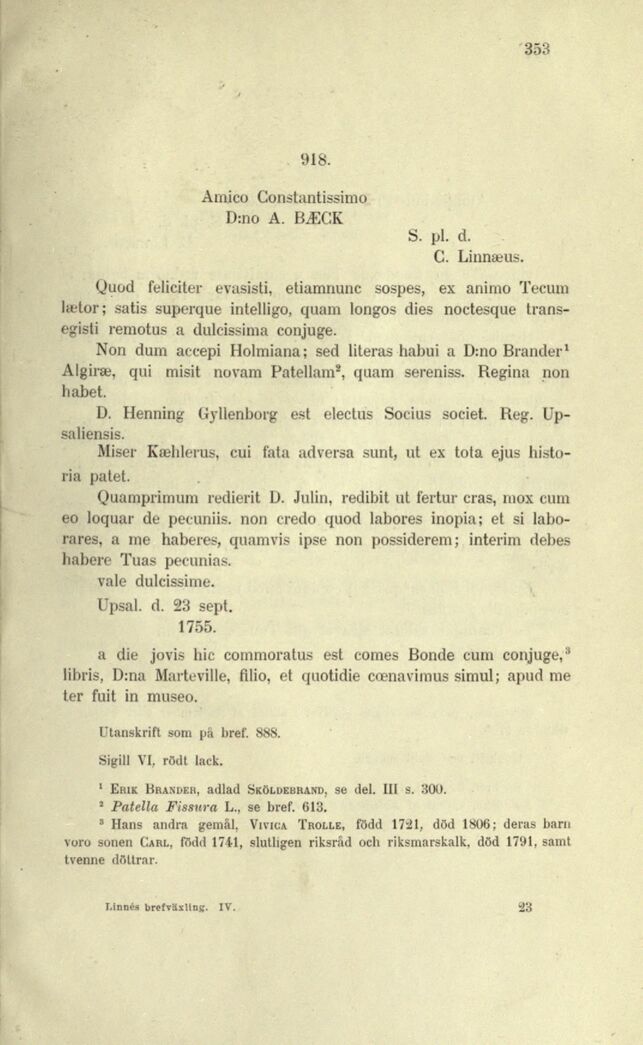 353
918.
Amico Constantissimo
D:no A. BÆCK
S. pl. d.
C. Linnæus.
Quod feliciter evasisti, etiamnunc sospes, ex animo Tecum
lætor; satis superque intelligo, quam longos dies noctesque trans-
egisti remotus a dulcissima conjuge.
Non dum accepi Holmiana; sed literas habui a D:no Brander¹
Algiræ, qui misit novam Patellam², quam sereniss. Regina non
habet.
D. Henning Gyllenborg est electus Socius societ. Reg. Up-
saliensis.
Miser Kæhlerus, cui fata adversa sunt, ut ex tota ejus histo-
ria patet.
Quamprimum redierit D. Julin, redibit ut fertur cras, mox cum
eo loquar de pecuniis. non credo quod labores inopia; et si labo-
rares, a me haberes, quamvis ipse non possiderem; interim debes
habere Tuas pecunias.
vale dulcissime.
Upsal. d. 23 sept.
1755.
a die jovis hic commoratus est comes Bonde cum conjuge,³
libris, D:na Marteville, filio, et quotidie cœnavimus simul; apud me
ter fuit in museo.
Utanskrift som på bref. 888.
Sigill VI, rödt lack.
¹ ERIK BRANDER, adlad SKÖLDEBRAND, se del. III s. 300.
² Patella Fissura L., se bref. 613.
³ Hans andra gemål, VIVICA TROLLE, född 1721, död 1806; deras barn
voro sonen CARL, född 1741, slutligen riksråd och riksmarskalk, död 1791, samt
tvenne döttrar.
Linnés brefväxling. IV.
23